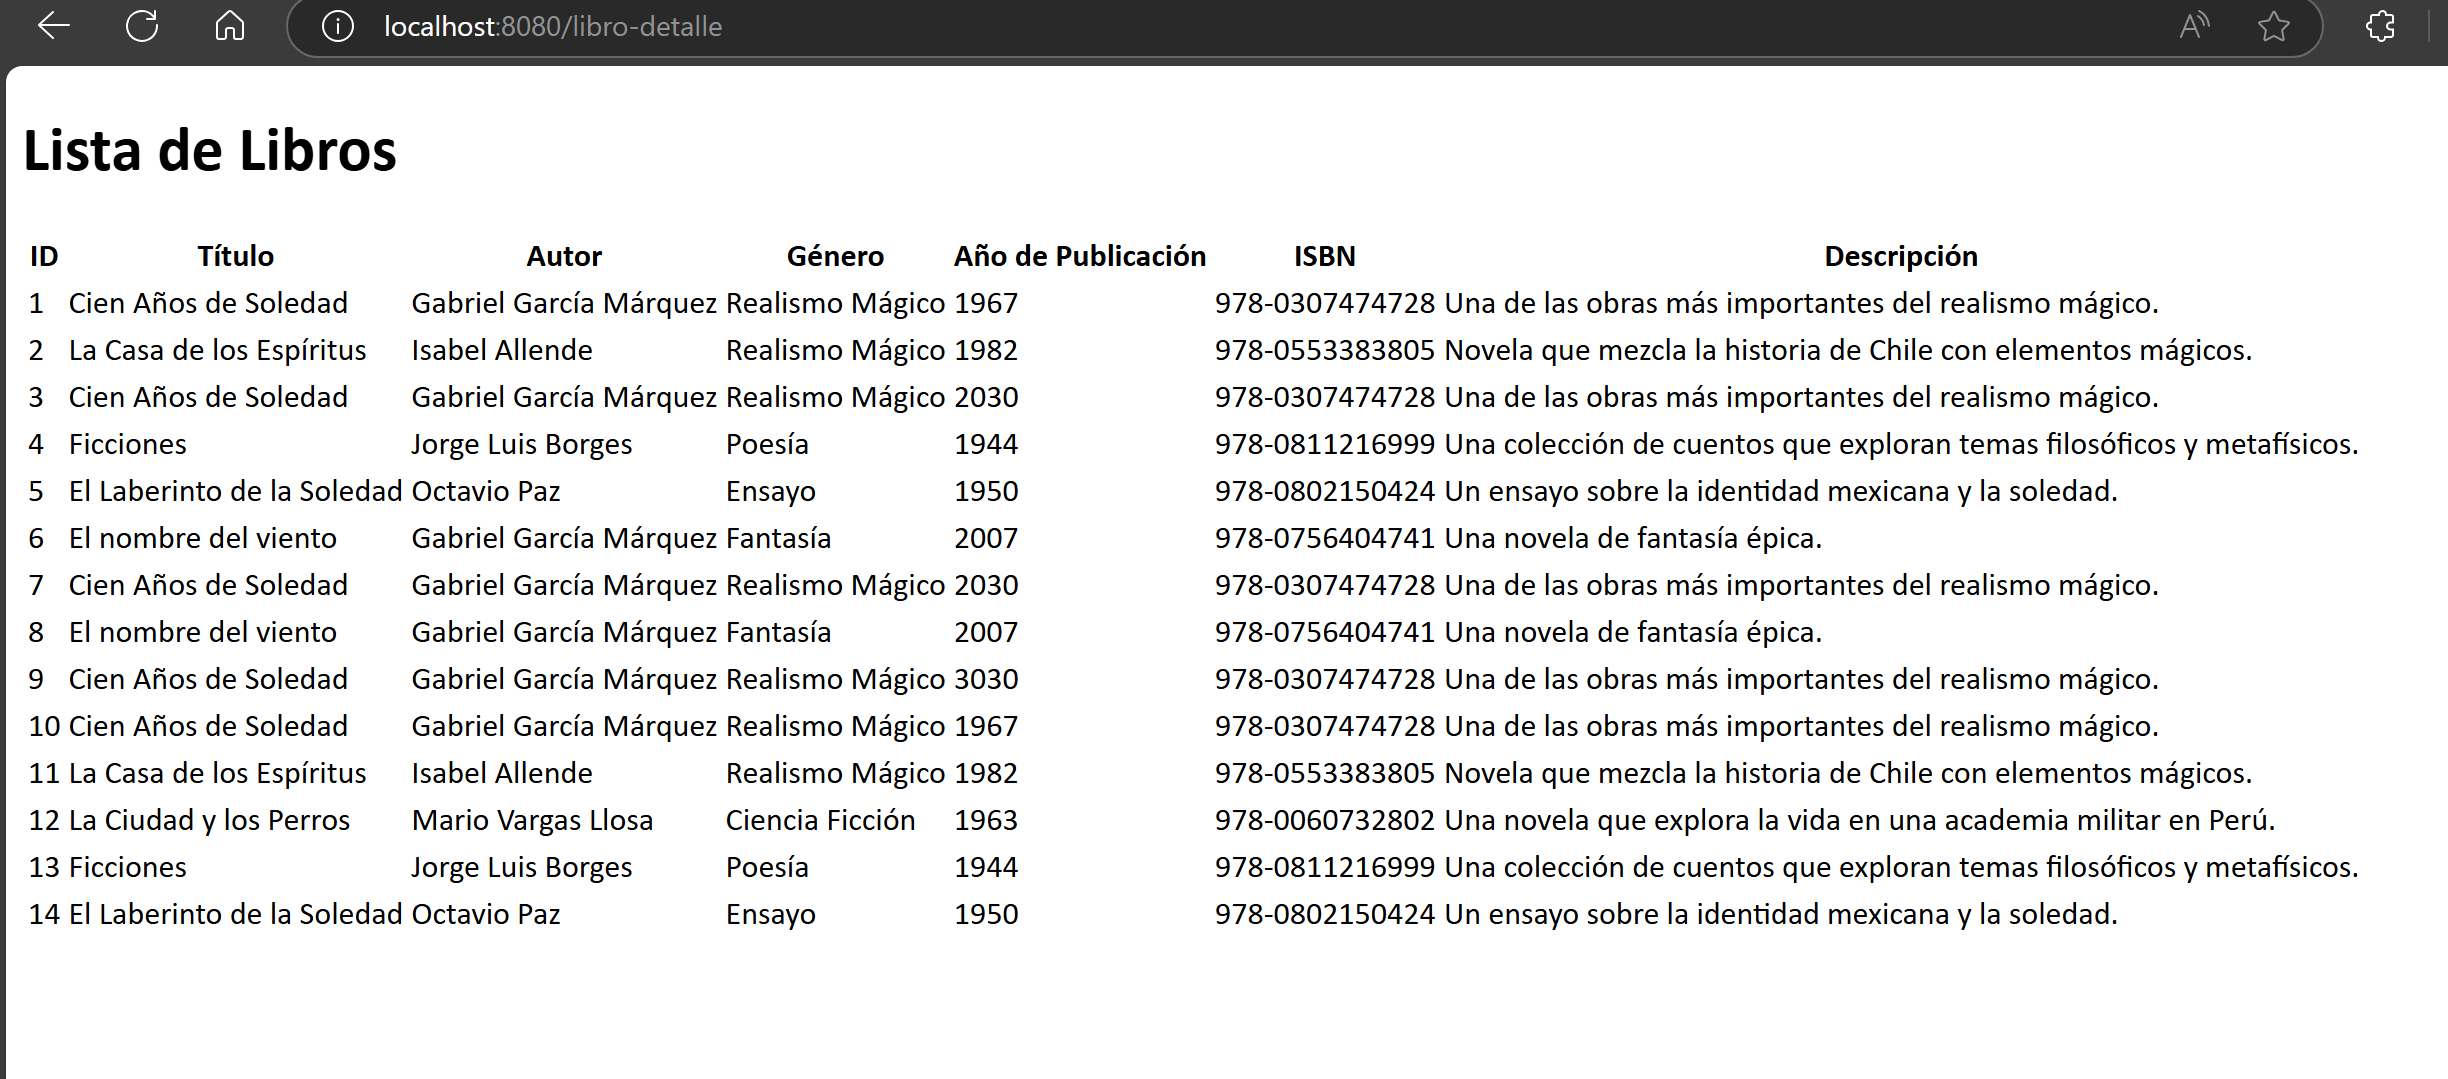 localhost:8080/libro-detalle
Lista de Libros
ID Título Autor Género Año de Publicación ISBN Descripción
1 Cien Años de Soledad Gabriel García Márquez Realismo Mágico 1967 978-0307474728 Una de las obras más importantes del realismo mágico.
2 La Casa de los Espíritus Isabel Allende Realismo Mágico 1982 978-0553383805 Novela que mezcla la historia de Chile con elementos mágicos.
3 Cien Años de Soledad Gabriel García Márquez Realismo Mágico 2030 978-0307474728 Una de las obras más importantes del realismo mágico.
4 Ficciones Jorge Luis Borges Poesía 1944 978-0811216999 Una colección de cuentos que exploran temas filosóficos y metafísicos.
5 El Laberinto de la Soledad Octavio Paz Ensayo 1950 978-0802150424 Un ensayo sobre la identidad mexicana y la soledad.
6 El nombre del viento Gabriel García Márquez Fantasía 2007 978-0756404741 Una novela de fantasía épica.
7 Cien Años de Soledad Gabriel García Márquez Realismo Mágico 2030 978-0307474728 Una de las obras más importantes del realismo mágico.
8 El nombre del viento Gabriel García Márquez Fantasía 2007 978-0756404741 Una novela de fantasía épica.
9 Cien Años de Soledad Gabriel García Márquez Realismo Mágico 3030 978-0307474728 Una de las obras más importantes del realismo mágico.
10 Cien Años de Soledad Gabriel García Márquez Realismo Mágico 1967 978-0307474728 Una de las obras más importantes del realismo mágico.
11 La Casa de los Espíritus Isabel Allende Realismo Mágico 1982 978-0553383805 Novela que mezcla la historia de Chile con elementos mágicos.
12 La Ciudad y los Perros Mario Vargas Llosa Ciencia Ficción 1963 978-0060732802 Una novela que explora la vida en una academia militar en Perú.
13 Ficciones Jorge Luis Borges Poesía 1944 978-0811216999 Una colección de cuentos que exploran temas filosóficos y metafísicos.
14 El Laberinto de la Soledad Octavio Paz Ensayo 1950 978-0802150424 Un ensayo sobre la identidad mexicana y la soledad.